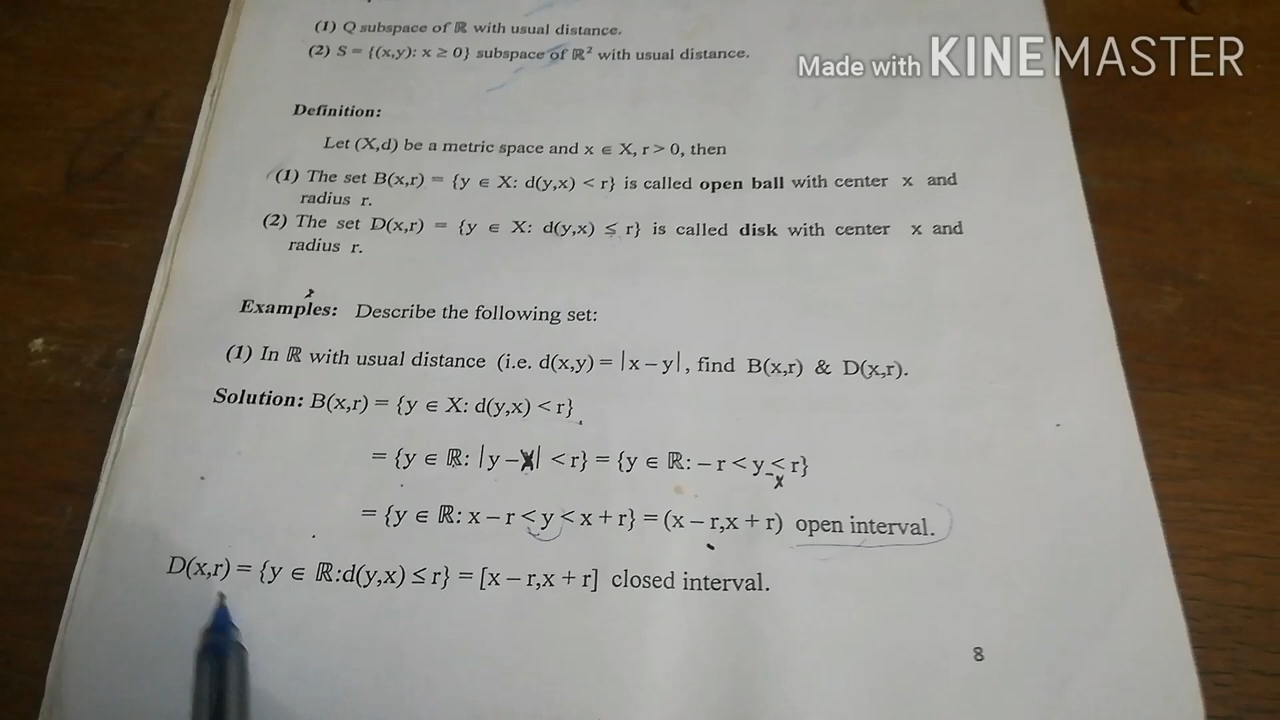 (1) Q subspace of ℝ with usual distance.
(2) S = {(x,y): x ≥ 0} subspace of ℝ² with usual distance.
Made with KINEMASTER
Definition:
Let (X,d) be a metric space and x ∈ X, r > 0, then
(1) The set B(x,r) = {y ∈ X: d(y,x) < r} is called open ball with center x and
radius r.
(2) The set D(x,r) = {y ∈ X: d(y,x) ≤ r} is called disk with center x and
radius r.
Examples: Describe the following set:
(1) In ℝ with usual distance (i.e. d(x,y) = |x – y|, find B(x,r) & D(x,r).
Solution: B(x,r) = {y ∈ X: d(y,x) < r}
= {y ∈ ℝ: |y – x| < r} = {y ∈ ℝ: – r < y - x < r}
= {y ∈ ℝ: x – r < y < x + r} = (x – r,x + r) open interval.
D(x,r) = {y ∈ ℝ:d(y,x) ≤ r} = [x – r,x + r] closed interval.
8